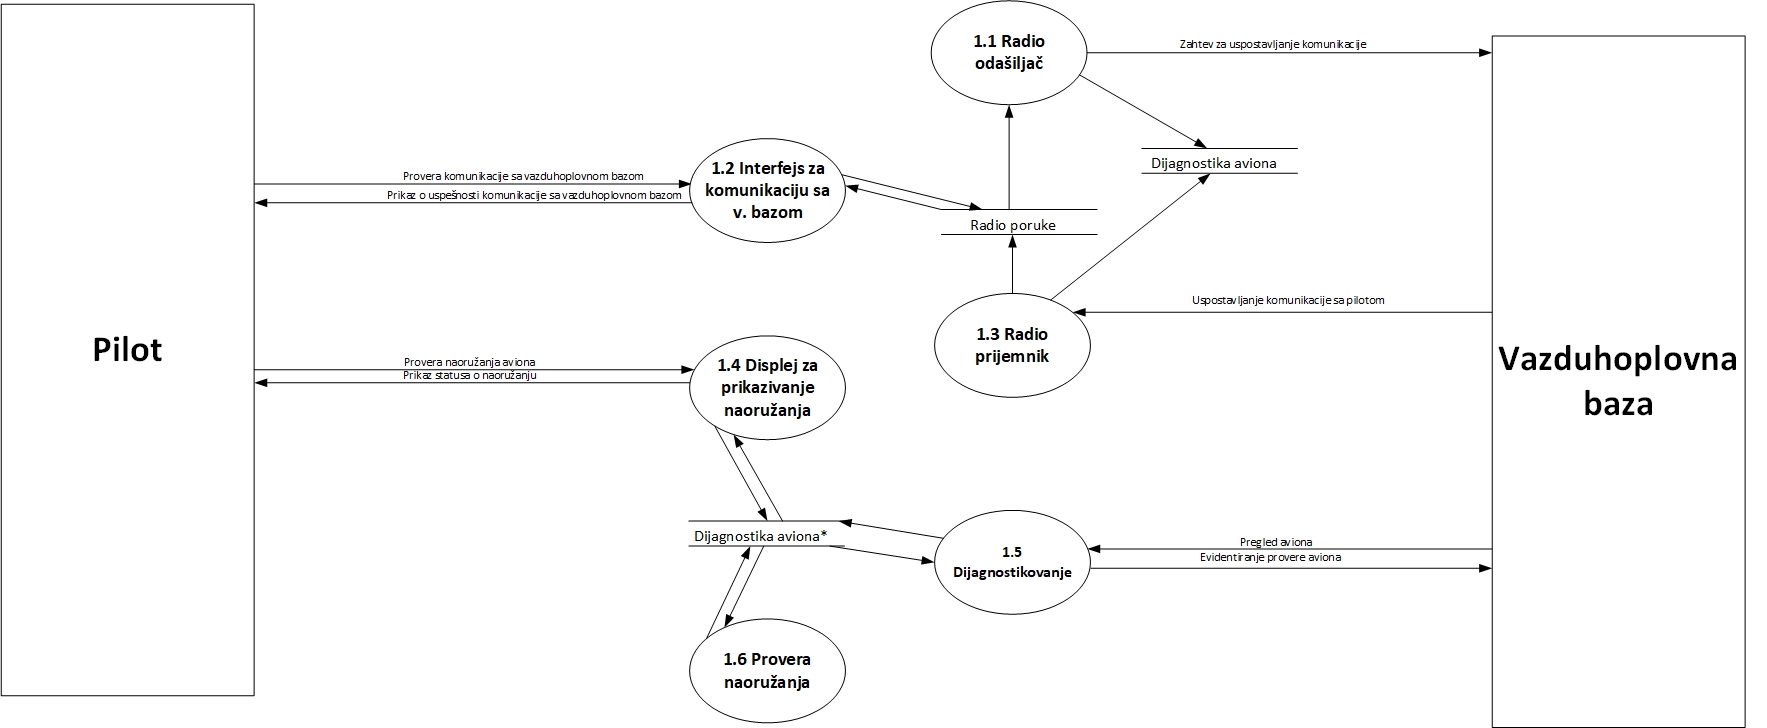 1.1 Radio
odašiljač
Zahtev za uspostavljanje komunikacije
Dijagnostika aviona
1.2 Interfejs za
komunikaciju sa
v. bazom
Provera komunikacije sa vazduhoplovnom bazom
Prikaz o uspešnosti komunikacije sa vazduhoplovnom bazom
Radio poruke
Uspostavljanje komunikacije sa pilotom
1.3 Radio
prijemnik
Pilot
Vazduhoplovna
baza
Provera naoružanja aviona
Prikaz statusa o naoružanju
1.4 Displej za
prikazivanje
naoružanja
Dijagnostika aviona*
1.5
Dijagnostikovanje
Pregled aviona
Evidentiranje provere aviona
1.6 Provera
naoružanja